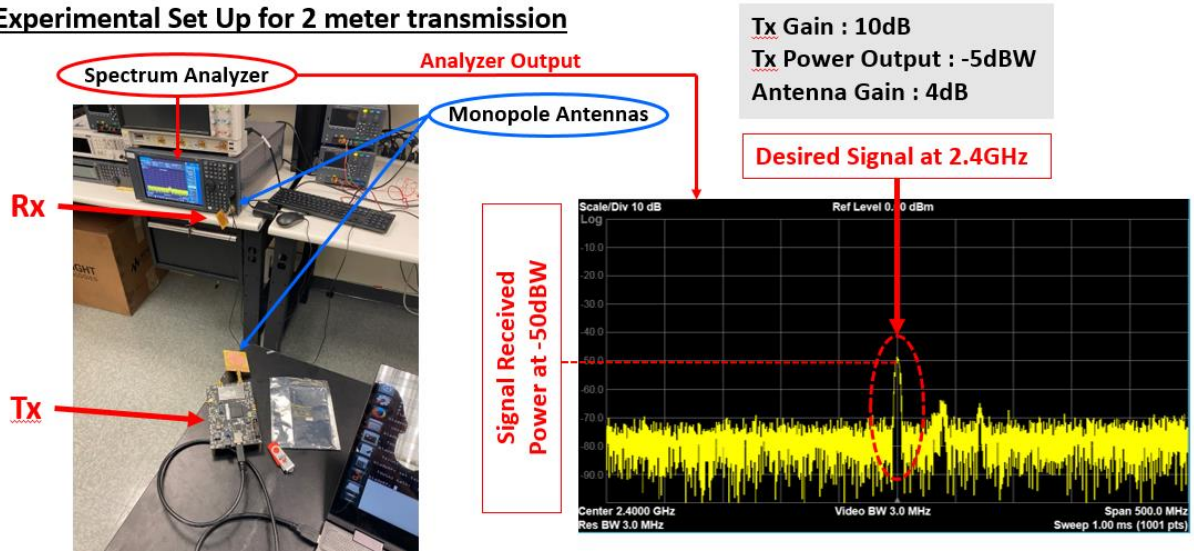 Experimental Set Up for 2 meter transmission
Spectrum Analyzer
Analyzer Output
Monopole Antennas
Rx
Tx
Tx Gain : 10dB
Tx Power Output : -5dBW
Antenna Gain : 4dB
Desired Signal at 2.4GHz
Signal Received
Power at -50dBW
Scale/Div 10 dB
Ref Level 0.00 dBm
Log
-10.0
-20.0
-30.0
-40.0
-50.0
-60.0
-70.0
-80.0
-90.0
Center 2.4000 GHz
Video BW 3.0 MHz
Span 500.0 MHz
Res BW 3.0 MHz
Sweep 1.00 ms (1001 pts)